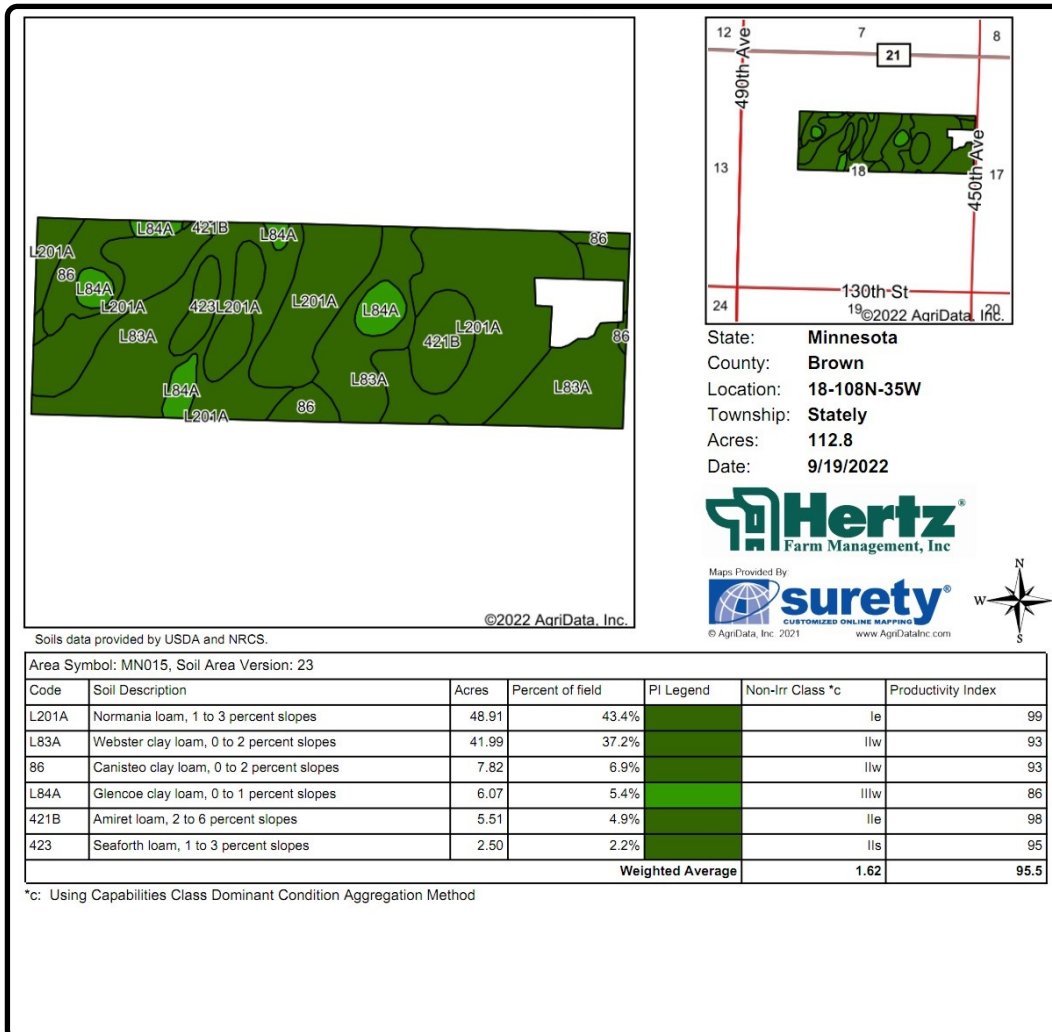 L84A 421B L84A 86
L201A
86
L84A
L201A 423 L201A L201A L84A L201A
L83A 421B 86
L83A L83A
L84A
86
L201A
©2022 AgriData, Inc.
12 7 8
490th Ave
21
13 18 17
450th Ave
130th St
24 19 20
©2022 AgriData, Inc.
State: Minnesota
County: Brown
Location: 18-108N-35W
Township: Stately
Acres: 112.8
Date: 9/19/2022
Hertz®
Farm Management, Inc
Maps Provided By:
surety®
CUSTOMIZED ONLINE MAPPING
© AgriData, Inc. 2021 www.AgriDataInc.com
N
W E
S
Soils data provided by USDA and NRCS.
Area Symbol: MN015, Soil Area Version: 23
Code Soil Description Acres Percent of field PI Legend Non-Irr Class *c Productivity Index
L201A Normania loam, 1 to 3 percent slopes 48.91 43.4% Ie 99
L83A Webster clay loam, 0 to 2 percent slopes 41.99 37.2% IIw 93
86 Canisteo clay loam, 0 to 2 percent slopes 7.82 6.9% IIw 93
L84A Glencoe clay loam, 0 to 1 percent slopes 6.07 5.4% IIIw 86
421B Amiret loam, 2 to 6 percent slopes 5.51 4.9% IIe 98
423 Seaforth loam, 1 to 3 percent slopes 2.50 2.2% IIs 95
Weighted Average 1.62 95.5
*c: Using Capabilities Class Dominant Condition Aggregation Method